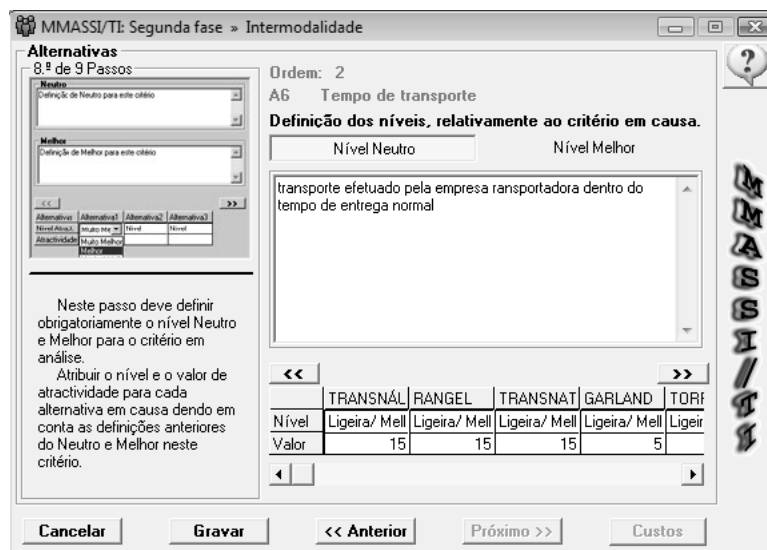 MMASSI/TI: Segunda fase » Intermodalidade
Alternativas
8.º de 9 Passos
Neutro
Definição de Neutro para este critério
Melhor
Definição de Melhor para este critério
<< >>
Alternativas Alternativa1 Alternativa2 Alternativa3
Nível Atract. Muito Me Nível Nível
Atractividade Muito Melhor
Melhor
Neste passo deve definir
obrigatoriamente o nível Neutro
e Melhor para o critério em
análise.
Atribuir o nível e o valor de
atractividade para cada
alternativa em causa dendo em
conta as definições anteriores
do Neutro e Melhor neste
critério.
Ordem: 2
A6 Tempo de transporte
Definição dos níveis, relativamente ao critério em causa.
Nível Neutro Nível Melhor
transporte efetuado pela empresa ransportadora dentro do
tempo de entrega normal
<< >>
TRANSNÁL RANGEL TRANSNAT GARLAND TORR
Nível Ligeira/ Mell Ligeira/ Mell Ligeira/ Mell Ligeira/ Mell Ligeir
Valor 15 15 15 5
?
MMASSI/TI
Cancelar Gravar << Anterior Próximo >> Custos